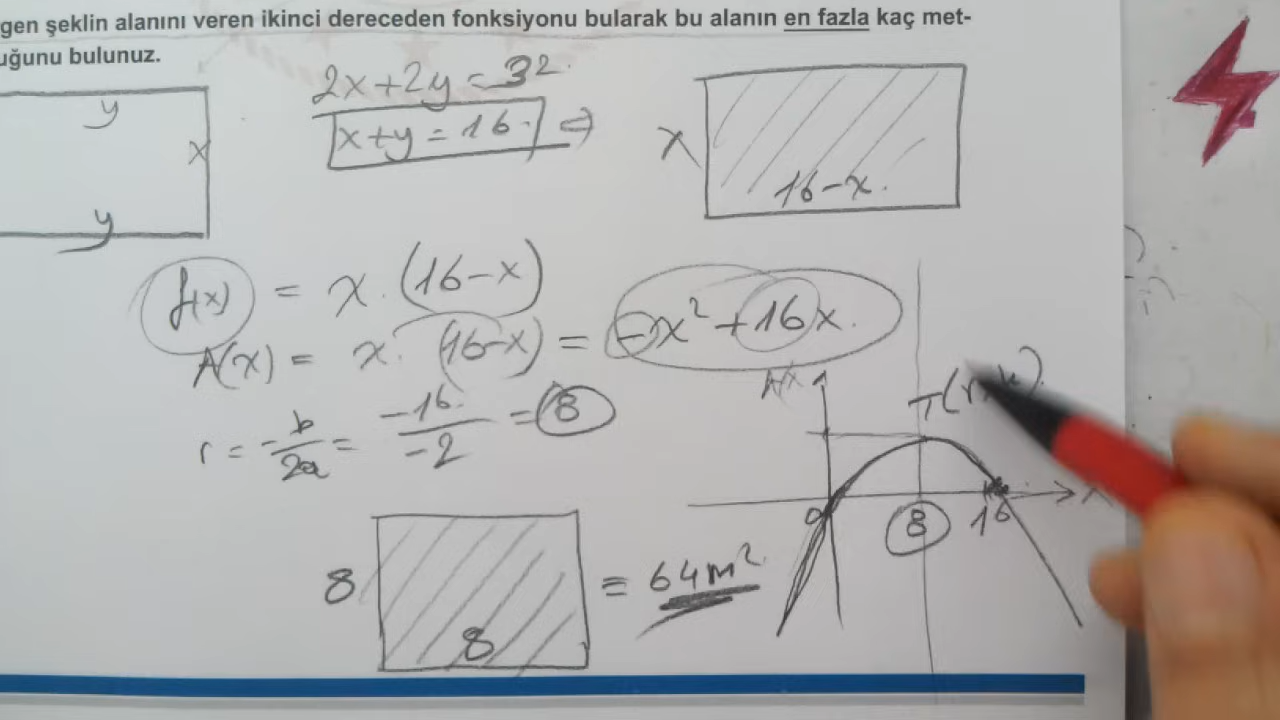 gen şeklin alanını veren ikinci dereceden fonksiyonu bularak bu alanın en fazla kaç met-
uğunu bulunuz.
y
x
y
2x+2y=32
x+y=16 ⇒
x
16-x
f(x) = x.(16-x)
A(x) = x.(16-x) = -x²+16x
r = -b/2a = -16/-2 = 8
T(r,k)
0
8
16
x
8
8
= 64m²